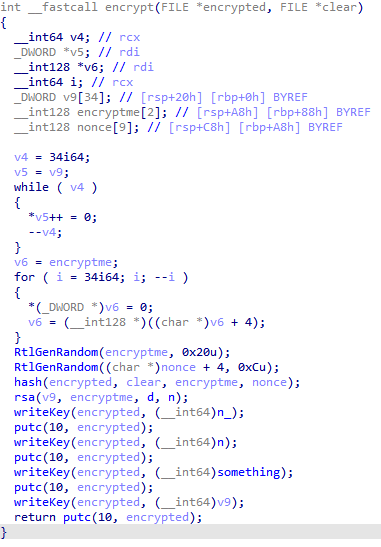 int __fastcall encrypt(FILE *encrypted, FILE *clear)
{
__int64 v4; // rcx
_DWORD *v5; // rdi
__int128 *v6; // rdi
__int64 i; // rcx
_DWORD v9[34]; // [rsp+20h] [rbp+0h] BYREF
__int128 encryptme[2]; // [rsp+A8h] [rbp+88h] BYREF
__int128 nonce[9]; // [rsp+C8h] [rbp+A8h] BYREF
v4 = 34i64;
v5 = v9;
while ( v4 )
{
*v5++ = 0;
--v4;
}
v6 = encryptme;
for ( i = 34i64; i; --i )
{
*(_DWORD *)v6 = 0;
v6 = (__int128 *)((char *)v6 + 4);
}
RtlGenRandom(encryptme, 0x20u);
RtlGenRandom((char *)nonce + 4, 0xCu);
hash(encrypted, clear, encryptme, nonce);
rsa(v9, encryptme, d, n);
writeKey(encrypted, (__int64)n_);
putc(10, encrypted);
writeKey(encrypted, (__int64)n);
putc(10, encrypted);
writeKey(encrypted, (__int64)something);
putc(10, encrypted);
writeKey(encrypted, (__int64)v9);
return putc(10, encrypted);
}